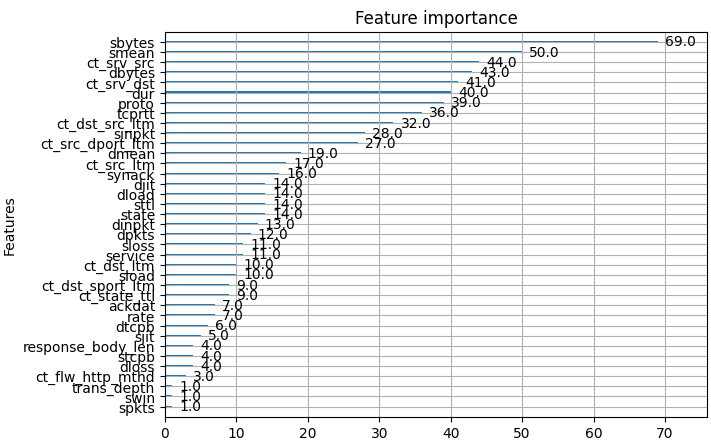 Feature importance
sbytes 69.0
smean 50.0
ct_srv_src 44.0
dbytes 43.0
ct_srv_dst 41.0
dur 40.0
proto 39.0
tcprtt 36.0
ct_dst_src_ltm 32.0
sinpkt 28.0
ct_src_dport_ltm 27.0
dmean 19.0
ct_src_ltm 17.0
synack 16.0
djit 14.0
dload 14.0
sttl 14.0
state 14.0
dinpkt 13.0
dpkts 12.0
sloss 11.0
service 11.0
ct_dst_ltm 10.0
sload 10.0
ct_dst_sport_ltm 9.0
ct_state_ttl 9.0
ackdat 7.0
rate 7.0
dtcpb 6.0
sjit 5.0
response_body_len 4.0
stcpb 4.0
dloss 4.0
ct_flw_http_mthd 3.0
trans_depth 1.0
swin 1.0
spkts 1.0
Features
0 10 20 30 40 50 60 70